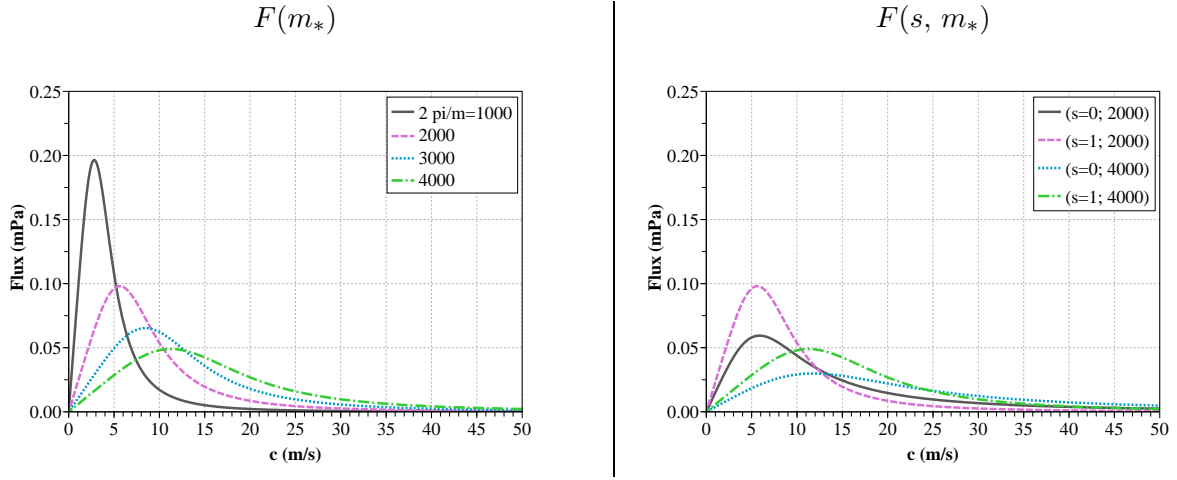 F(m∗)
0.25
0.20
0.15
0.10
0.05
0.00
Flux (mPa)
2 pi/m=1000
2000
3000
4000
0 5 10 15 20 25 30 35 40 45 50
c (m/s)
F(s, m∗)
0.25
0.20
0.15
0.10
0.05
0.00
Flux (mPa)
(s=0; 2000)
(s=1; 2000)
(s=0; 4000)
(s=1; 4000)
0 5 10 15 20 25 30 35 40 45 50
c (m/s)